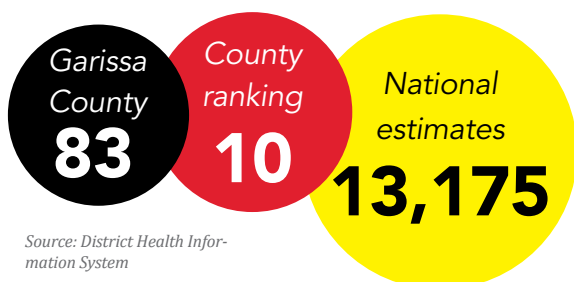 Garissa
County
83
County
ranking
10
National
estimates
13,175
Source: District Health Infor-
mation System